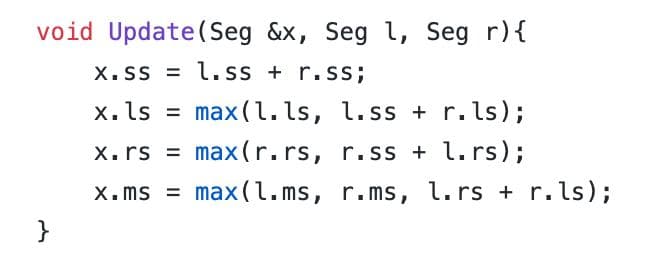 void Update(Seg &x, Seg l, Seg r){
    x.ss = l.ss + r.ss;
    x.ls = max(l.ls, l.ss + r.ls);
    x.rs = max(r.rs, r.ss + l.rs);
    x.ms = max(l.ms, r.ms, l.rs + r.ls);
}